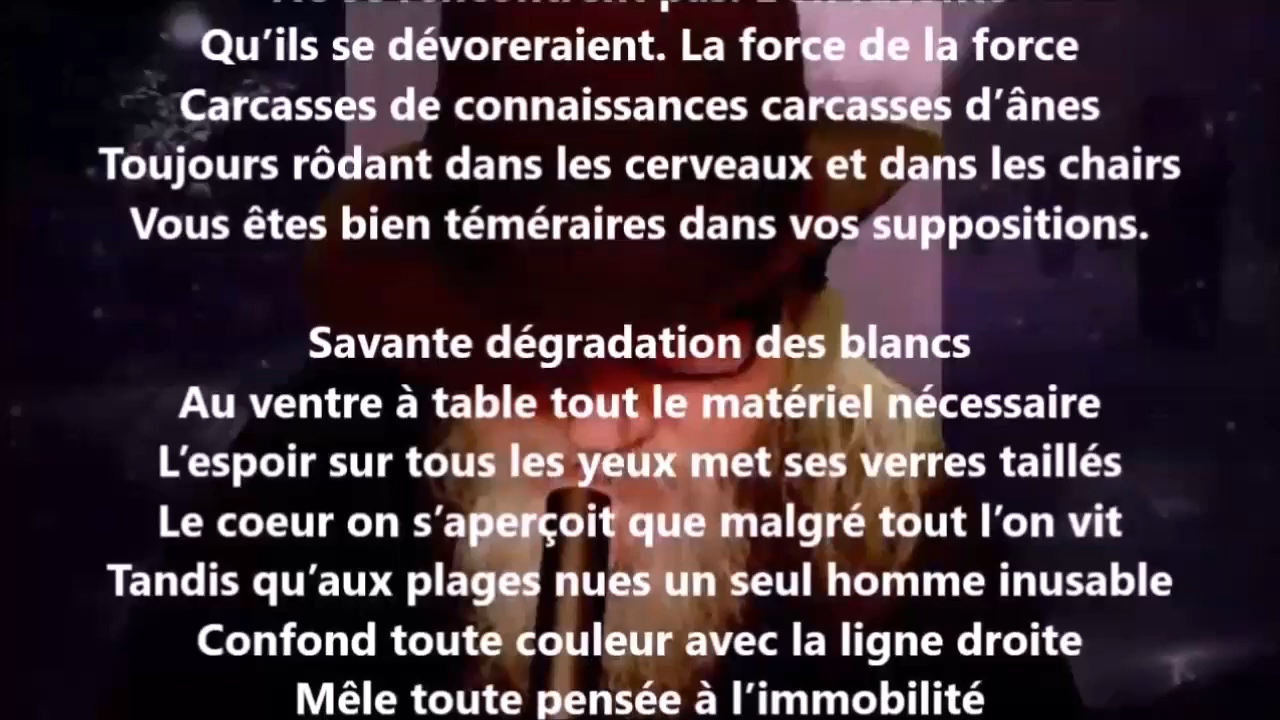 Qu’ils se dévoreraient. La force de la force
Carcasses de connaissances carcasses d’ânes
Toujours rôdant dans les cerveaux et dans les chairs
Vous êtes bien téméraires dans vos suppositions.
Savante dégradation des blancs
Au ventre à table tout le matériel nécessaire
L’espoir sur tous les yeux met ses verres taillés
Le coeur on s’aperçoit que malgré tout l’on vit
Tandis qu’aux plages nues un seul homme inusable
Confond toute couleur avec la ligne droite
Mêle toute pensée à l’immobilité